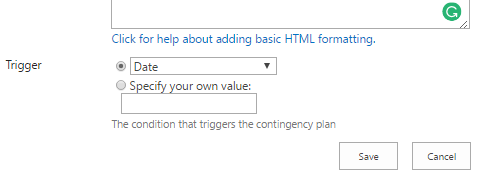 Click for help about adding basic HTML formatting.
Trigger
Date
Specify your own value:
The condition that triggers the contingency plan
Save Cancel